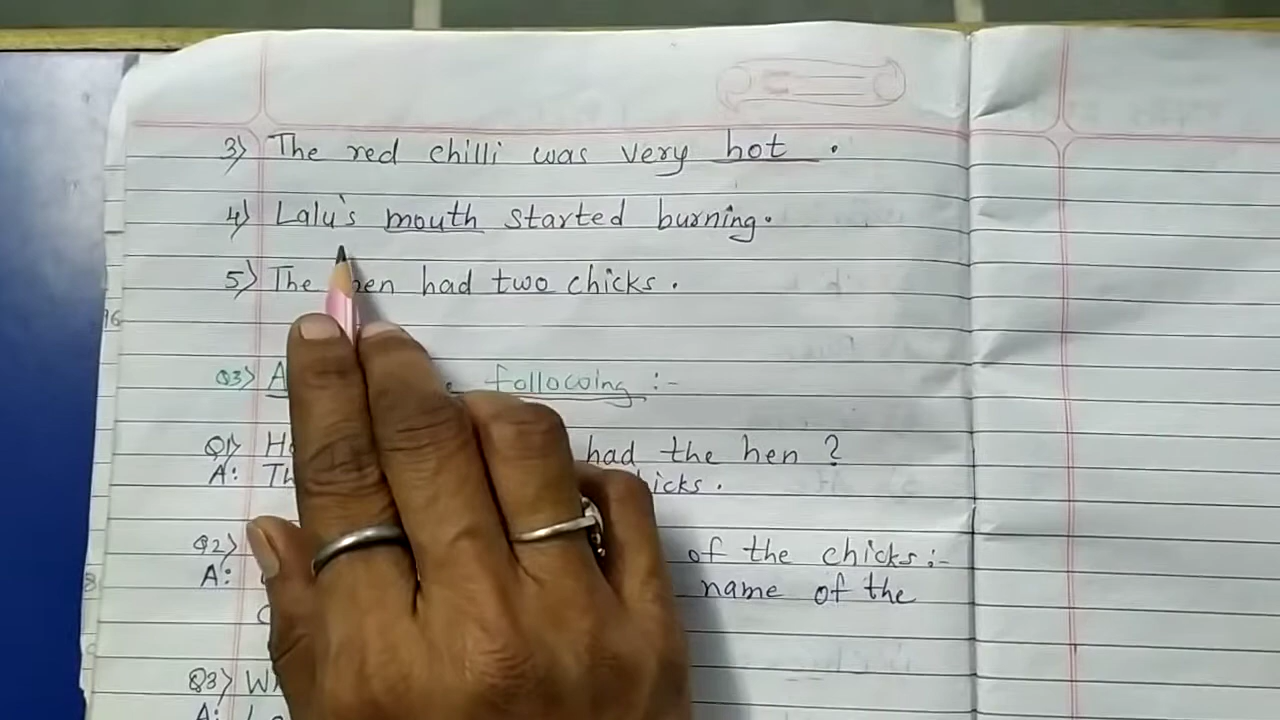 3) The red chilli was very hot .
4) Lalu's mouth started burning.
5) The hen had two chicks .
Q3) following :-
Q1) had the hen ?
A:
Q2) of the chicks :-
A: name of the
Q3)
A: